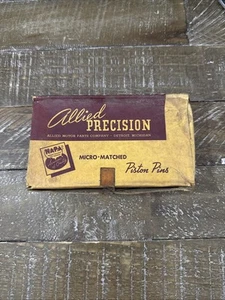 Allied
PRECISION
ALLIED MOTOR PARTS COMPANY - DETROIT, MICHIGAN
NAPA
MICRO-MATCHED
Piston Pins